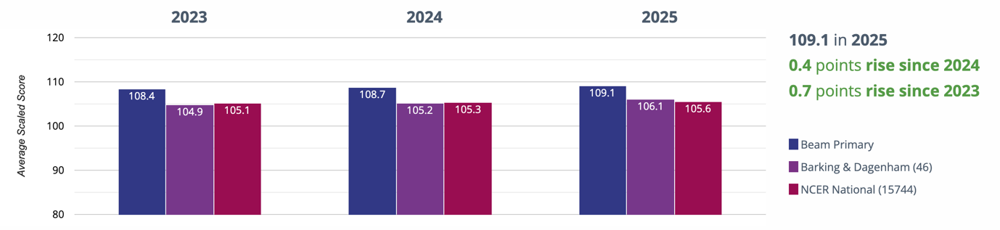 2023 2024 2025
120
110
100
90
80
Average Scaled Score
108.4 104.9 105.1
108.7 105.2 105.3
109.1 106.1 105.6
109.1 in 2025
0.4 points rise since 2024
0.7 points rise since 2023
Beam Primary
Barking & Dagenham (46)
NCER National (15744)